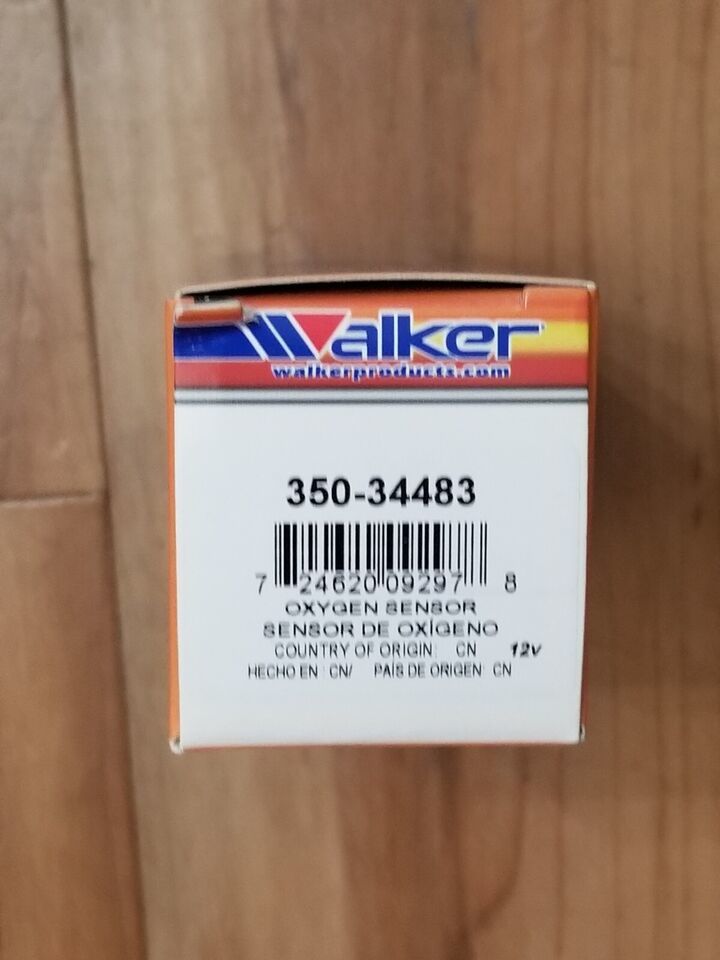 Walker
walkerproducts.com
350-34483
7 24620 09297 8
OXYGEN SENSOR
SENSOR DE OXÍGENO
COUNTRY OF ORIGIN: CN 12v
HECHO EN: CN/ PAÍS DE ORIGEN: CN